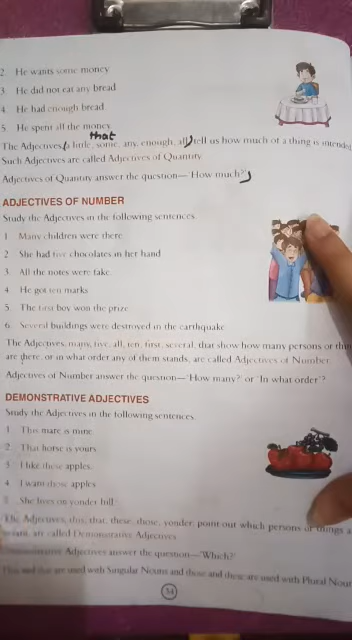 2 He wants some money
3 He did not eat any bread
4 He had enough bread
5 He spent all the money
that
The Adjectives, a little, some, any, enough, all, tell us how much of a thing is intended
Such Adjectives are called Adjectives of Quantity
Adjectives of Quantity answer the question—'How much?'
ADJECTIVES OF NUMBER
Study the Adjectives in the following sentences.
1 Many children were there
2 She had five chocolates in her hand
3 All the notes were fake.
4 He got ten marks
5 The first boy won the prize
6 Several buildings were destroyed in the earthquake
The Adjectives, many, five, all, ten, first, several, that show how many persons or thin
are there, or in what order any of them stands, are called Adjectives of Number.
Adjectives of Number answer the question—'How many?' or 'In what order'?
DEMONSTRATIVE ADJECTIVES
Study the Adjectives in the following sentences.
1 This mare is mine.
2 That horse is yours
3 I like these apples.
4 I want those apples
5 She lives on yonder hill
The Adjectives, this, that, these, those, yonder, point out which persons or things a
meant, are called Demonstrative Adjectives
Demonstrative Adjectives answer the question—'Which?'
This and that are used with Singular Nouns and those and these are used with Plural Noun
34